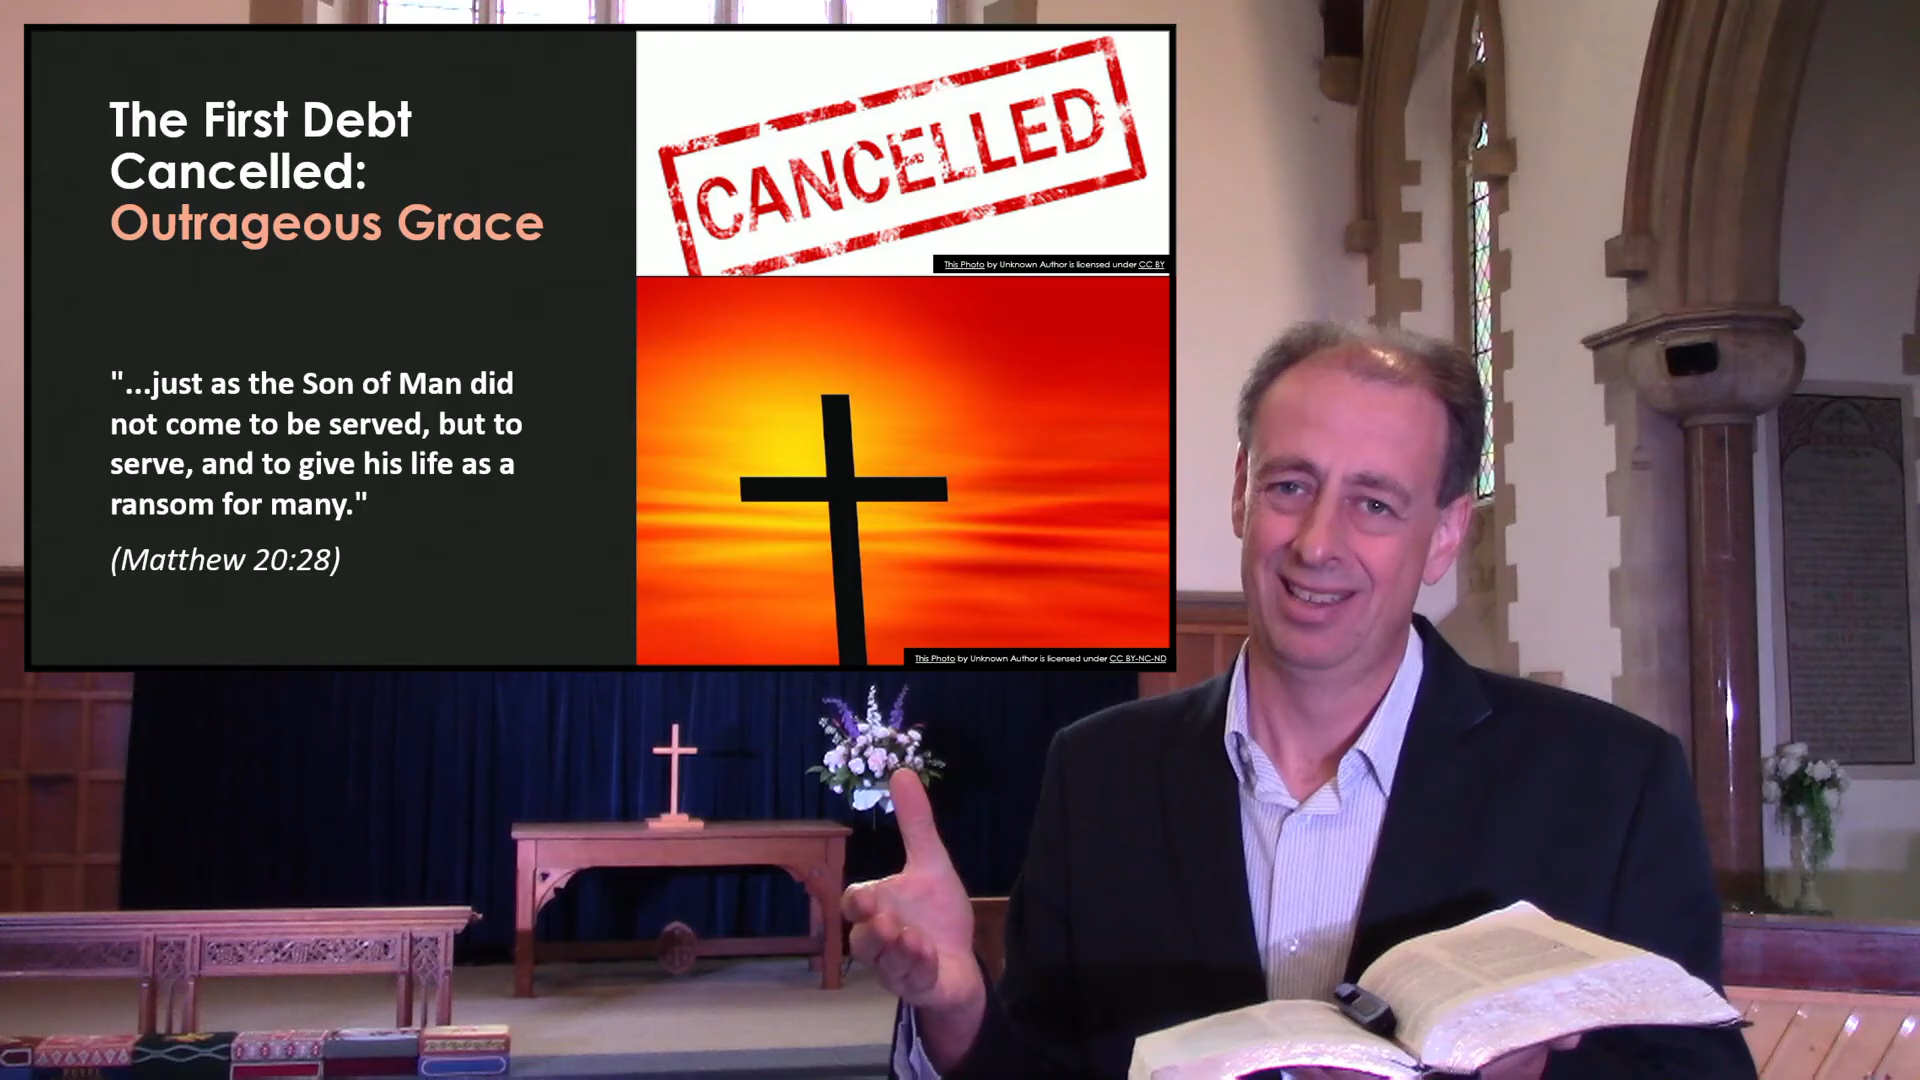 The First Debt
Cancelled:
Outrageous Grace
"...just as the Son of Man did
not come to be served, but to
serve, and to give his life as a
ransom for many."
(Matthew 20:28)
CANCELLED
This Photo by Unknown Author is licensed under CC BY
This Photo by Unknown Author is licensed under CC BY-NC-ND